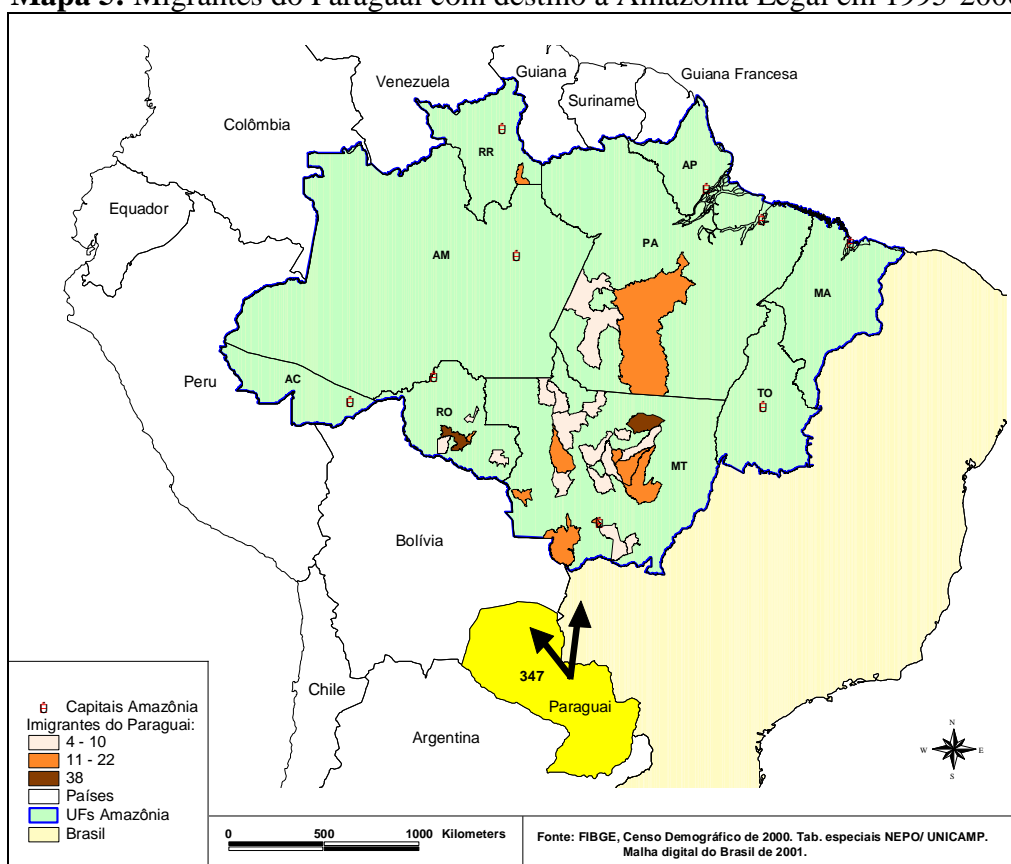 Mapa 5: Migrantes do Paraguai com destino à Amazônia Legal em 1995-2000
Venezuela
Guiana
Guiana Francesa
Suriname
Colômbia
RR
AP
Equador
AM
PA
MA
Peru
AC
TO
RO
MT
Bolívia
347
Paraguai
Chile
Argentina
Capitais Amazônia
Imigrantes do Paraguai:
4 - 10
11 - 22
38
Países
UFs Amazônia
Brasil
N
W E
S
0 500 1000 Kilometers
Fonte: FIBGE, Censo Demográfico de 2000. Tab. especiais NEPO/ UNICAMP.
Malha digital do Brasil de 2001.